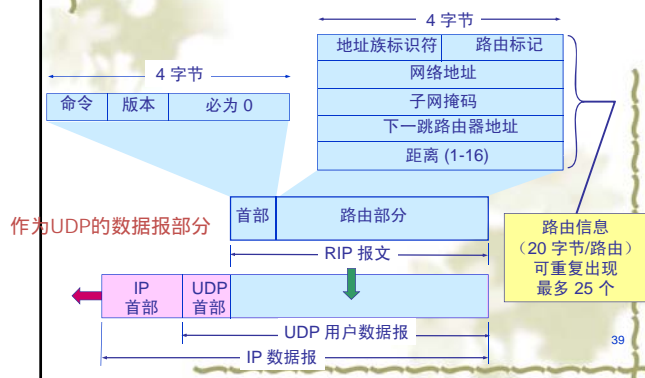 4 字节
地址族标识符 路由标记
网络地址
子网掩码
下一跳路由器地址
距离 (1-16)
4 字节
命令 版本 必为 0
首部 路由部分
作为UDP的数据报部分
RIP 报文
路由信息
（20 字节/路由）
可重复出现
最多 25 个
IP
首部
UDP
首部
UDP 用户数据报
IP 数据报
39